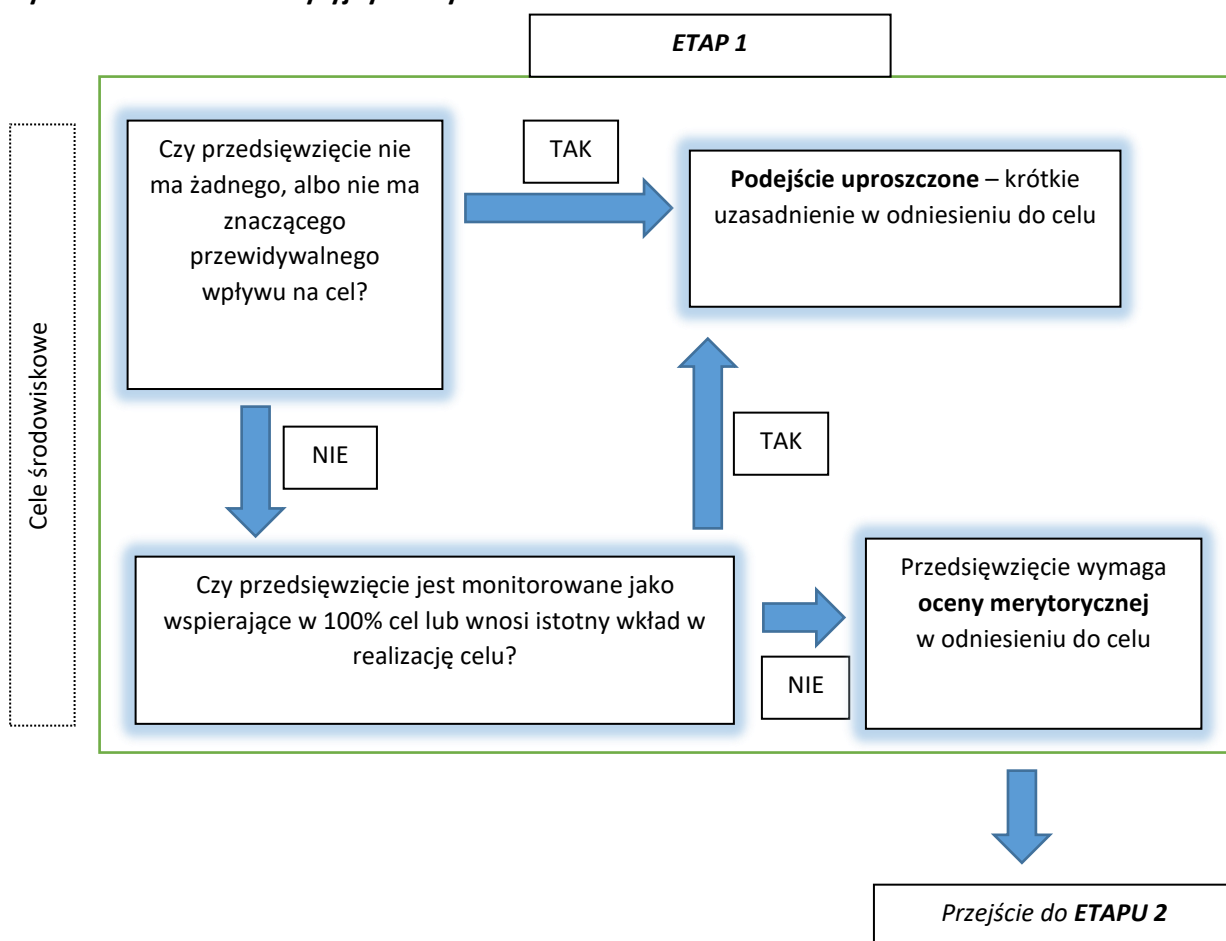 ETAP 1
Cele środowiskowe
Czy przedsięwzięcie nie
ma żadnego, albo nie ma
znaczącego
przewidywalnego
wpływu na cel?
TAK
Podejście uproszczone – krótkie
uzasadnienie w odniesieniu do celu
NIE
TAK
Czy przedsięwzięcie jest monitorowane jako
wspierające w 100% cel lub wnosi istotny wkład w
realizację celu?
NIE
Przedsięwzięcie wymaga
oceny merytorycznej
w odniesieniu do celu
Przejście do ETAPU 2